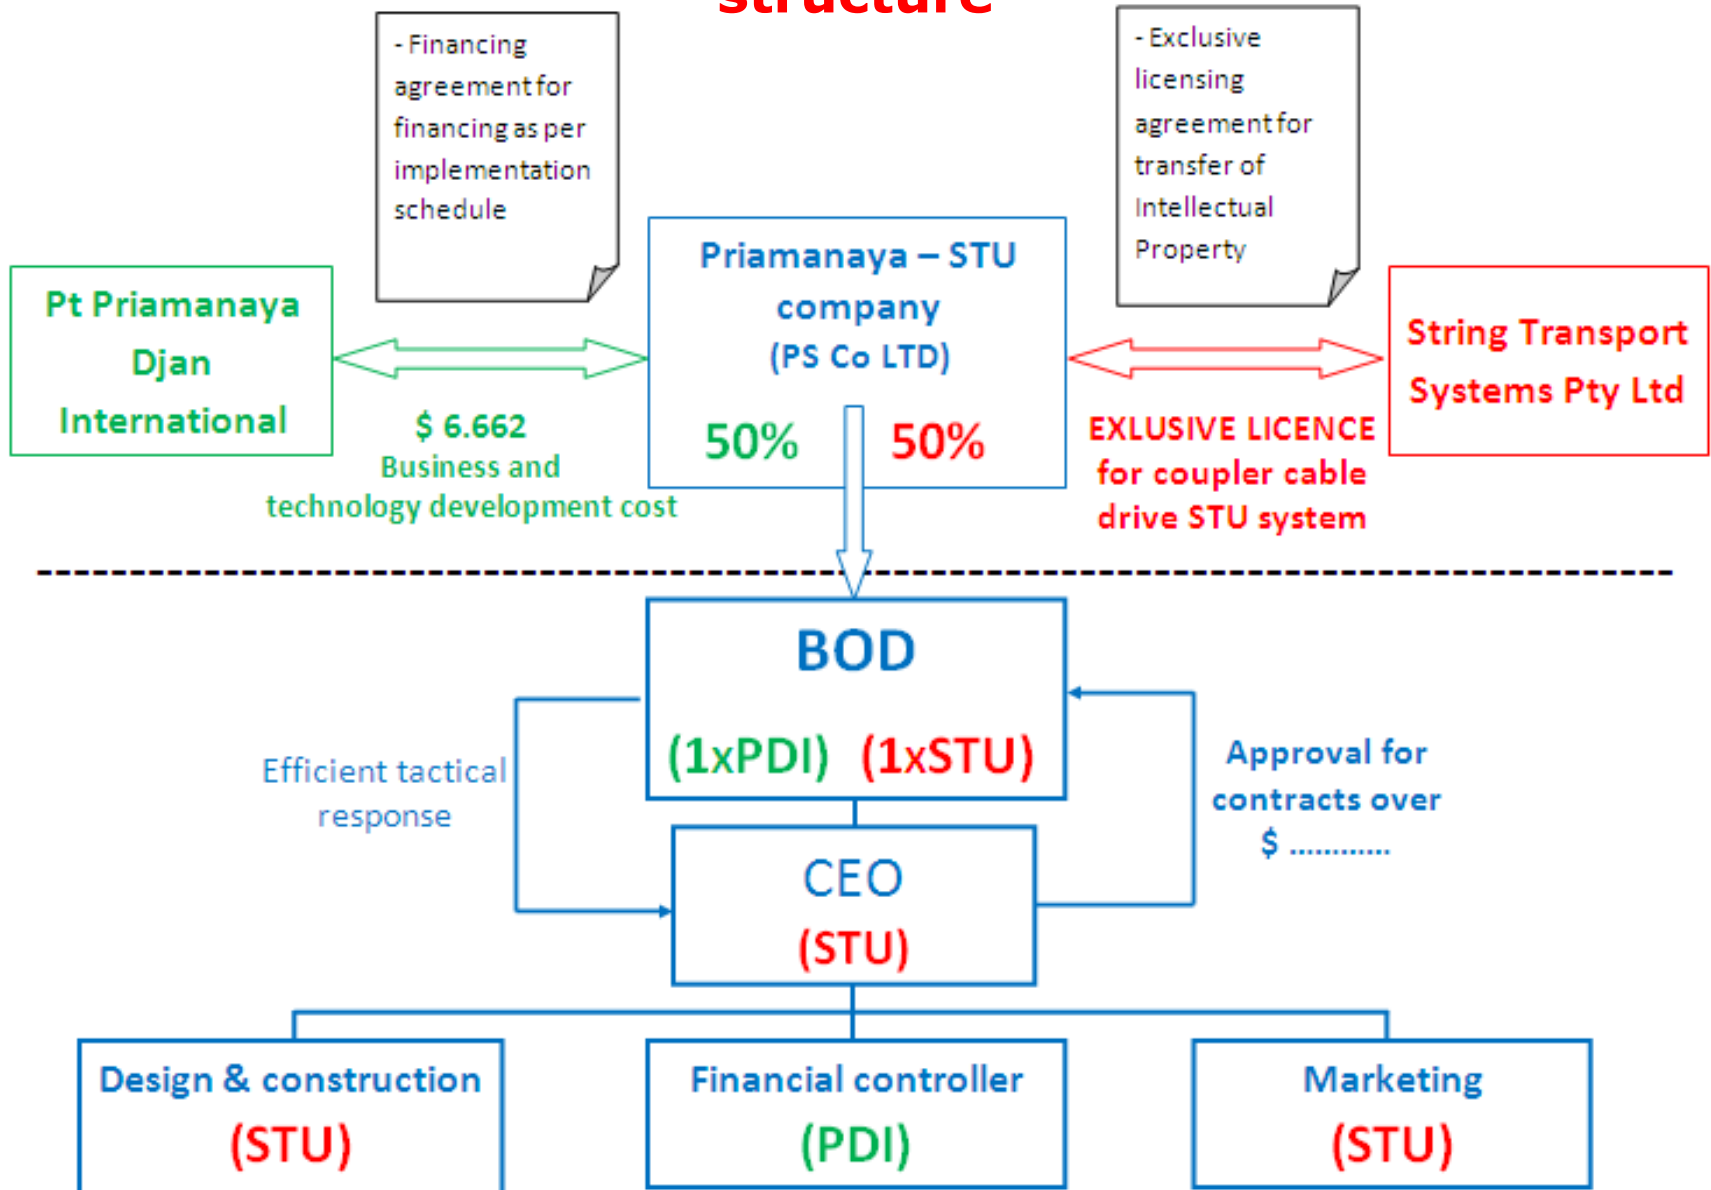 structure
- Financing
agreement for
financing as per
implementation
schedule
- Exclusive
licensing
agreement for
transfer of
Intellectual
Property
Pt Priamanaya
Djan
International
Priamanaya – STU
company
(PS Co LTD)
50% 50%
String Transport
Systems Pty Ltd
$ 6.662
Business and
technology development cost
EXLUSIVE LICENCE
for coupler cable
drive STU system
BOD
(1xPDI) (1xSTU)
Efficient tactical
response
Approval for
contracts over
$ ............
CEO
(STU)
Design & construction
(STU)
Financial controller
(PDI)
Marketing
(STU)